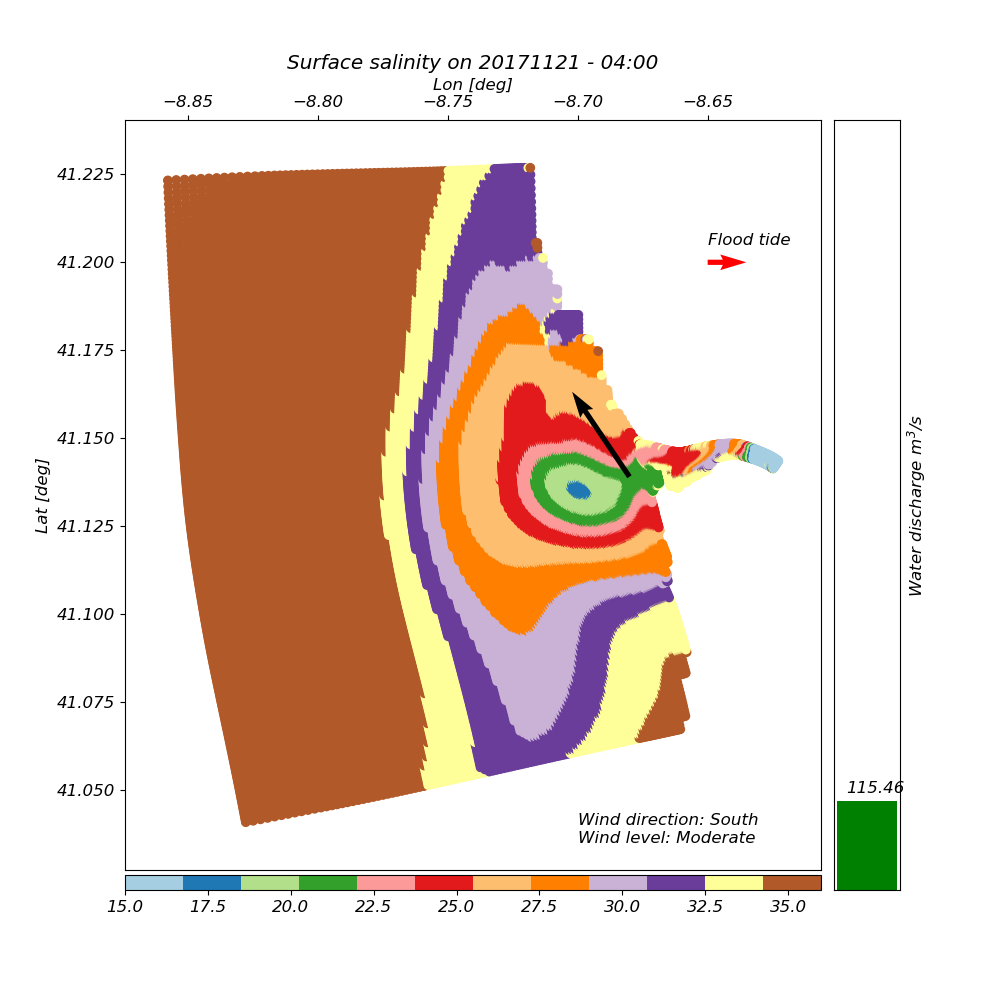 Surface salinity on 20171121 - 04:00
Lon [deg]
−8.85 −8.80 −8.75 −8.70 −8.65
41.225
41.200
41.175
41.150
41.125
41.100
41.075
41.050
Lat [deg]
Flood tide
Wind direction: South
Wind level: Moderate
15.0 17.5 20.0 22.5 25.0 27.5 30.0 32.5 35.0
115.46
Water discharge m³/s